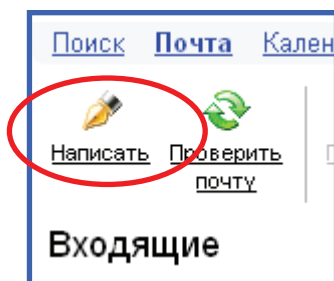 Поиск Почта Кален
Написать Проверить
почту
Входящие